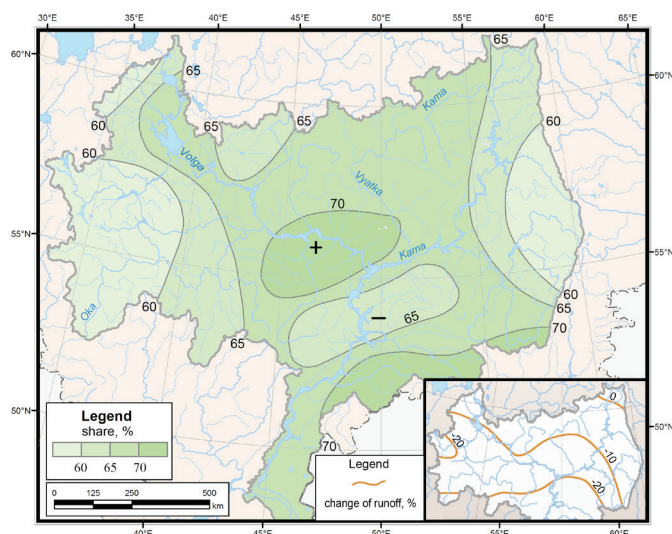 30°E 35°E 40°E 45°E 50°E 55°E 60°E 65°E
60°N
60°N
65
65
65
65
60
60
60
Kama
Volga
Vyatka
70
55°N
55°N
+
Kama
–
65
Oka
60
65
60
65
70
50°N
50°N
70
Legend
share, %
60 65 70
0 125 250 500
km
Legend
change of runoff, %
0
-20
-10
-20
40°E 45°E 50°E 55°E 60°E